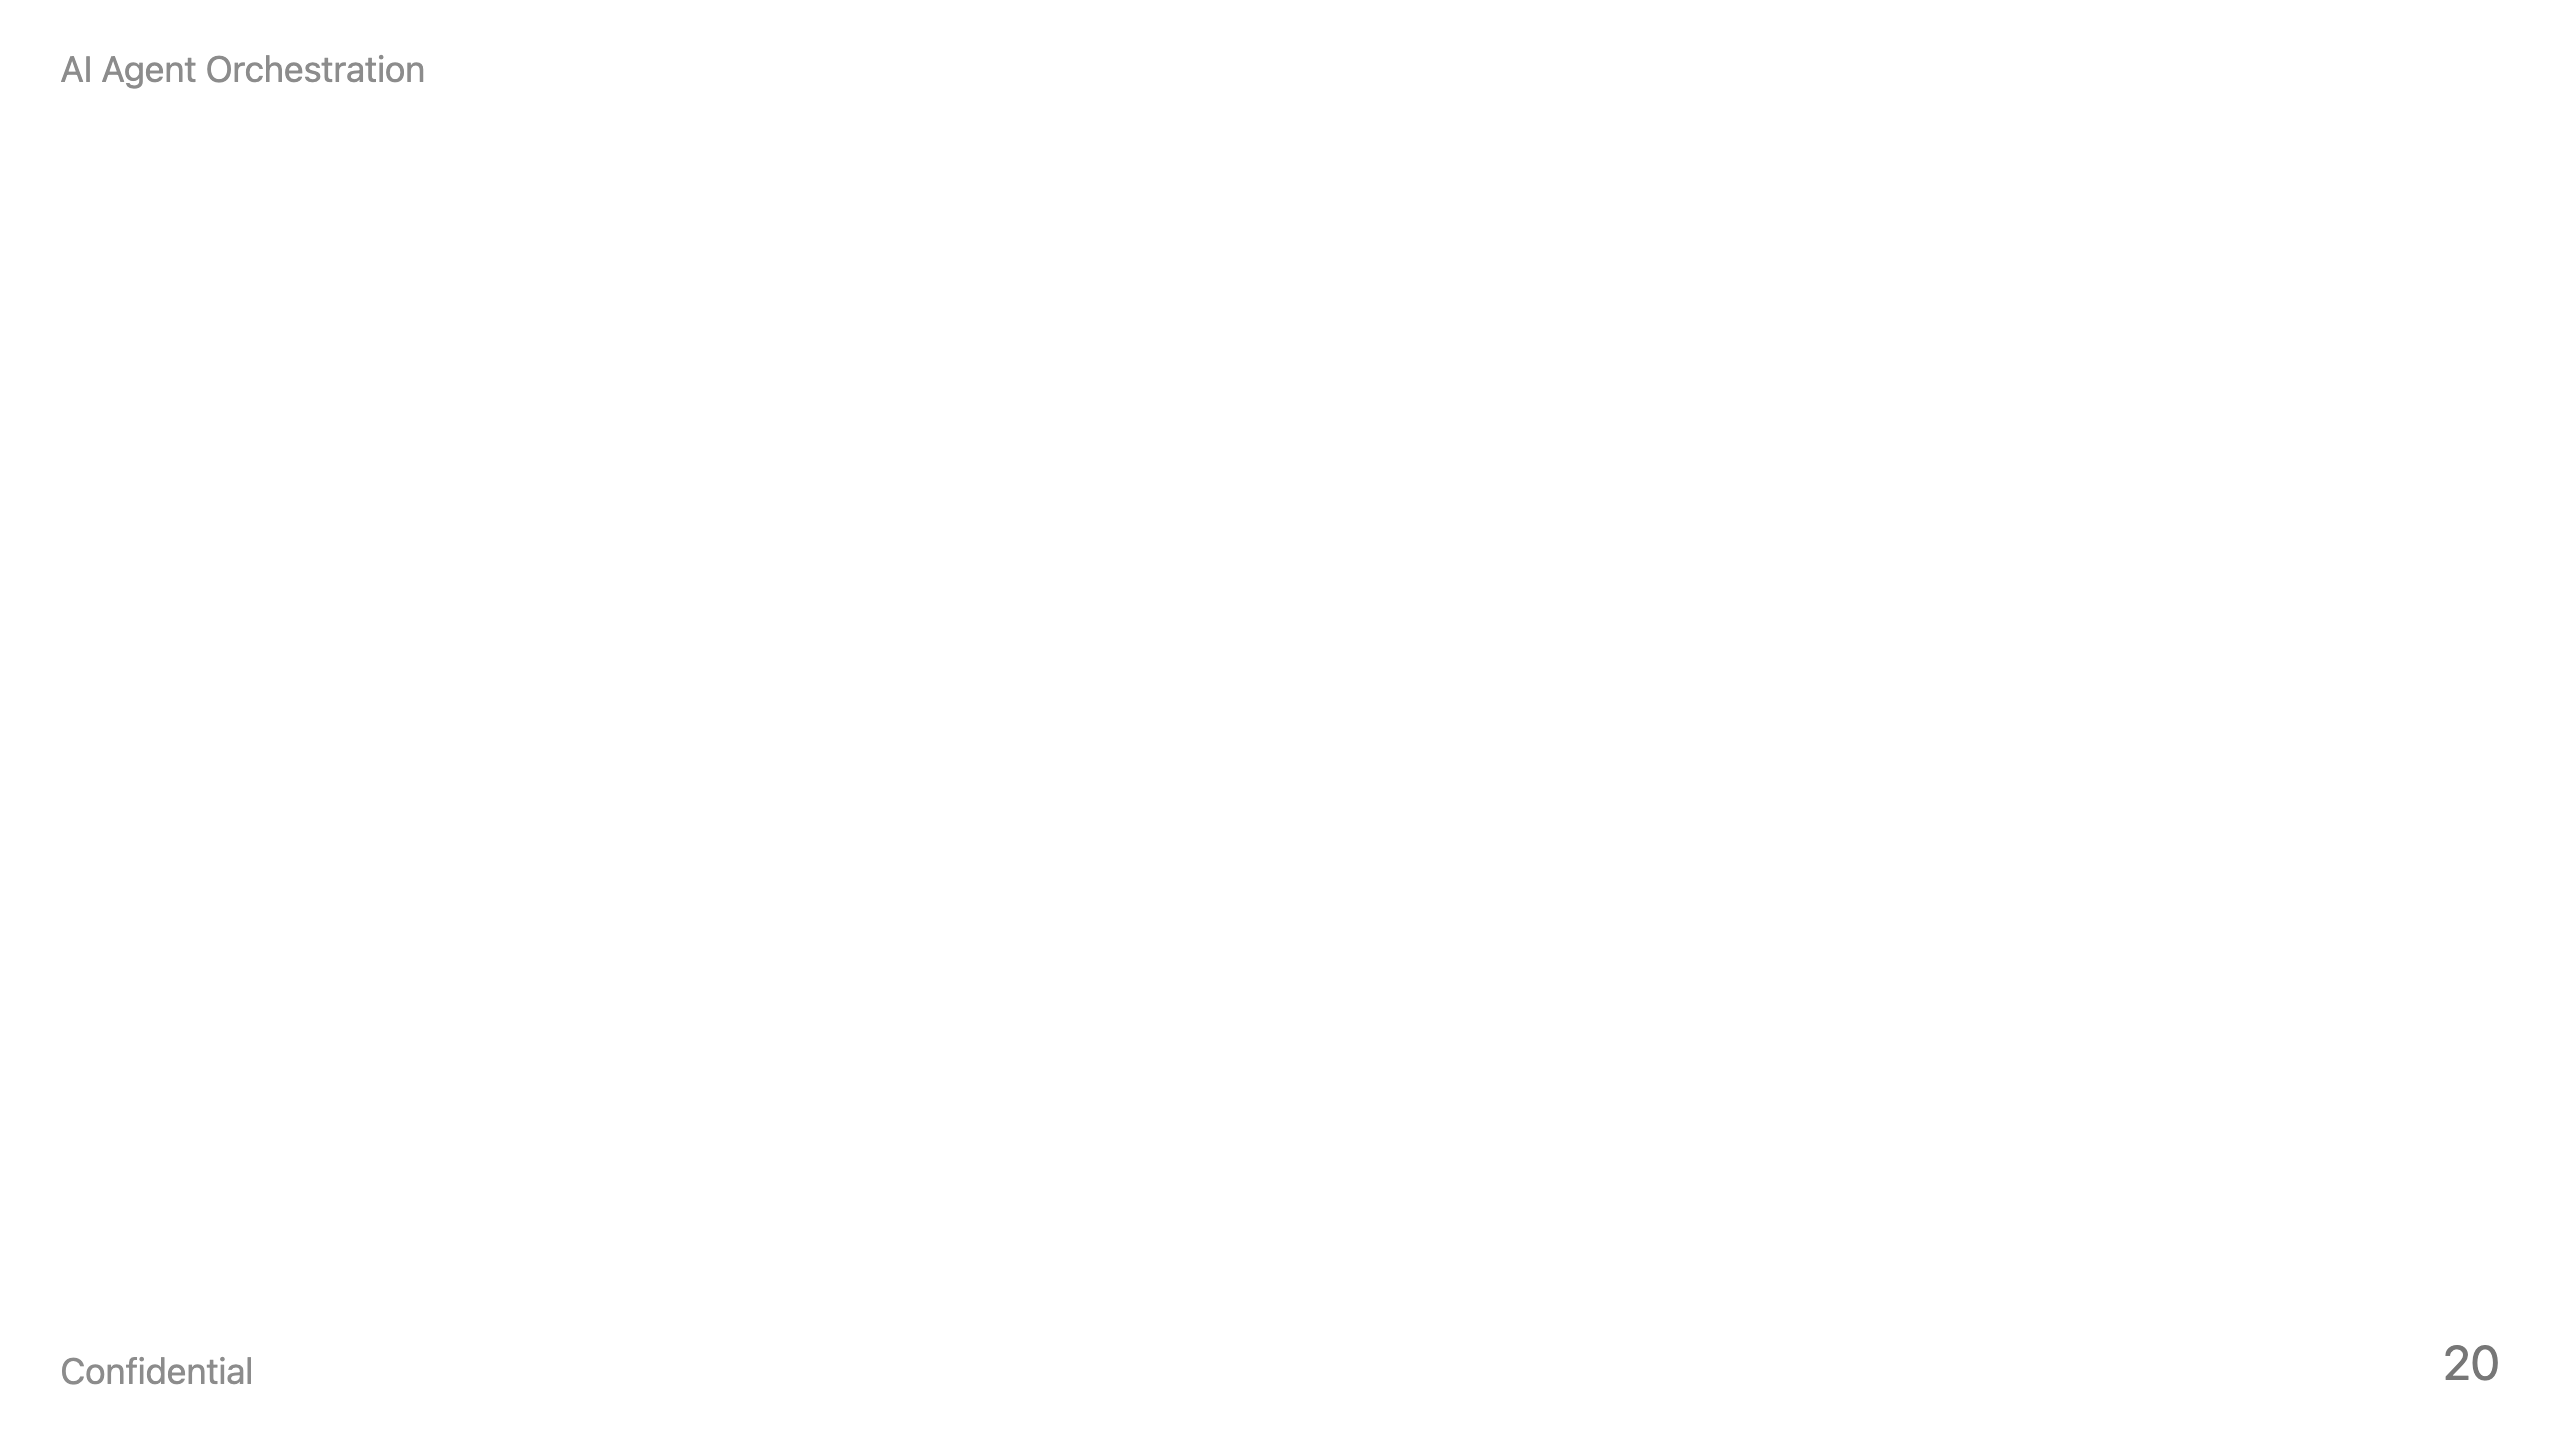 AI Agent Orchestration
Confidential
20